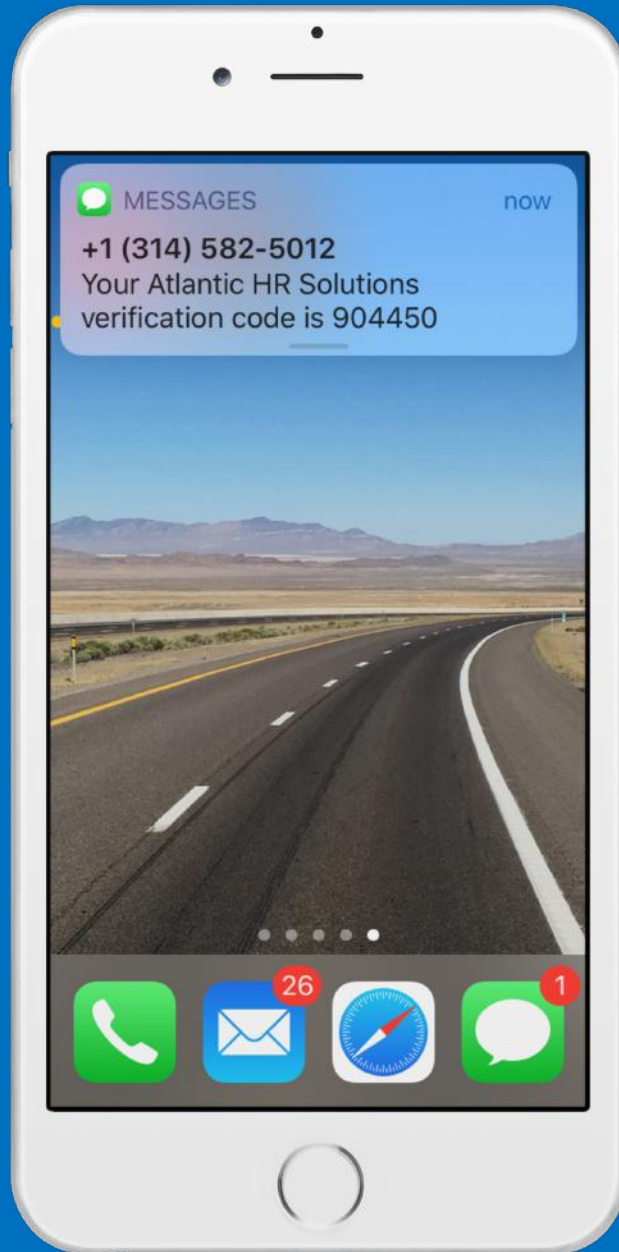 MESSAGES now
+1 (314) 582-5012
Your Atlantic HR Solutions
verification code is 904450
26
1